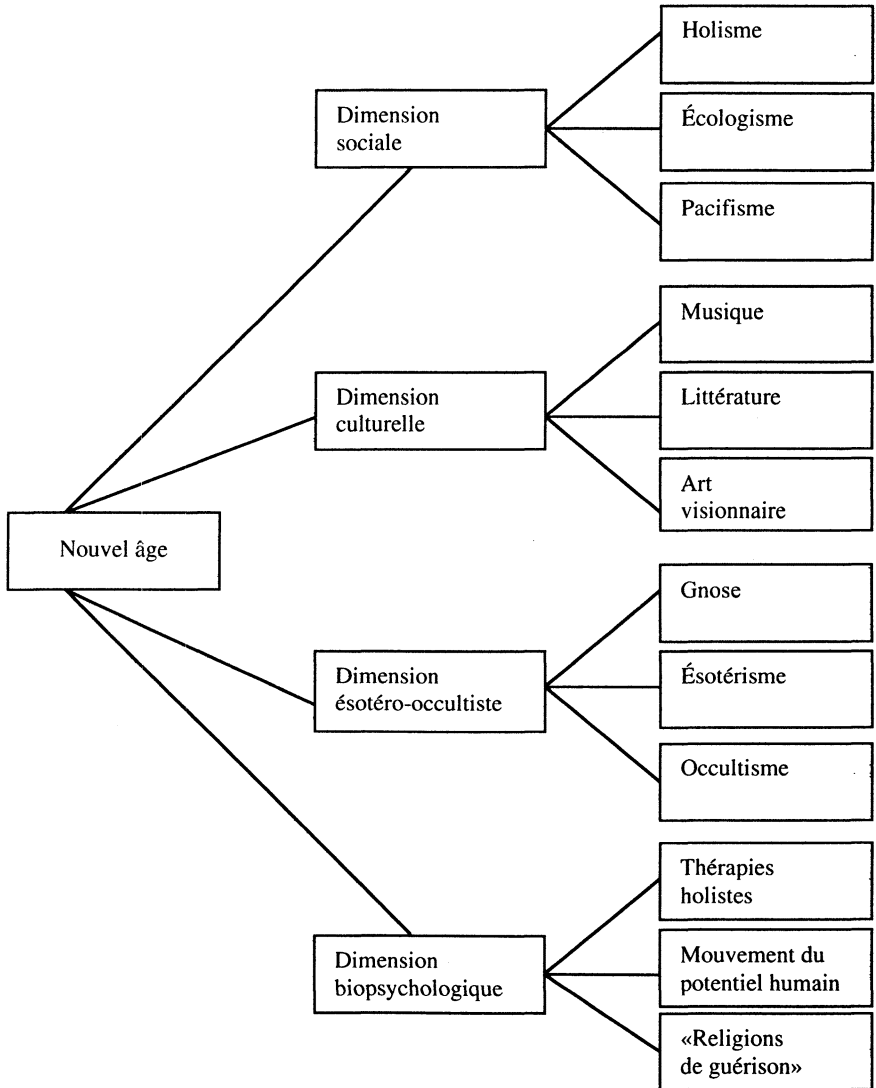 Nouvel âge
Dimension
sociale
Holisme
Écologisme
Pacifisme
Dimension
culturelle
Musique
Littérature
Art
visionnaire
Dimension
ésotéro-occultiste
Gnose
Ésotérisme
Occultisme
Dimension
biopsychologique
Thérapies
holistes
Mouvement du
potentiel humain
«Religions
de guérison»